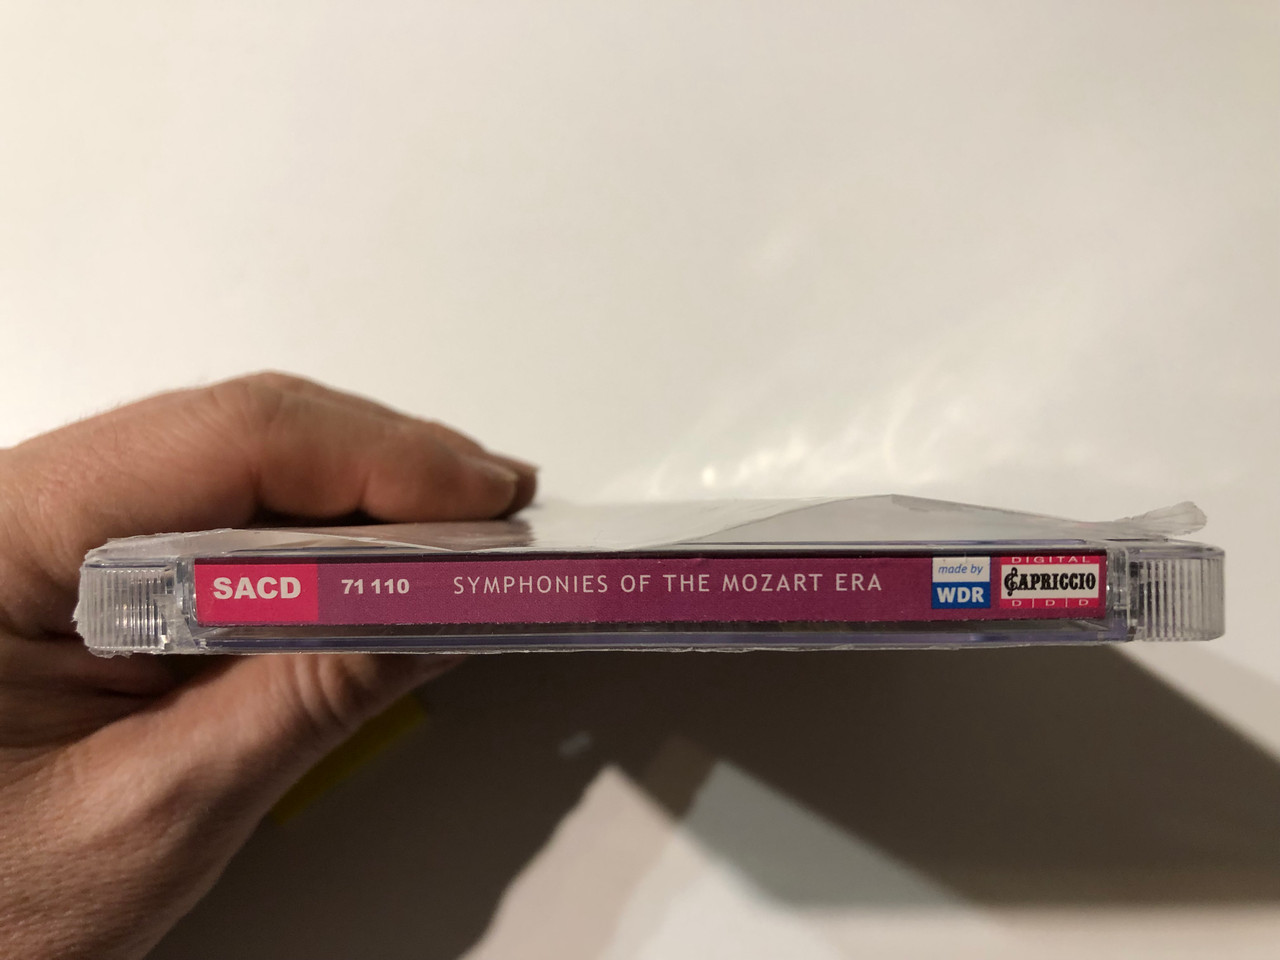 SACD 71 110 SYMPHONIES OF THE MOZART ERA
made by
WDR
DIGITAL
CAPRICCIO
D|D|D